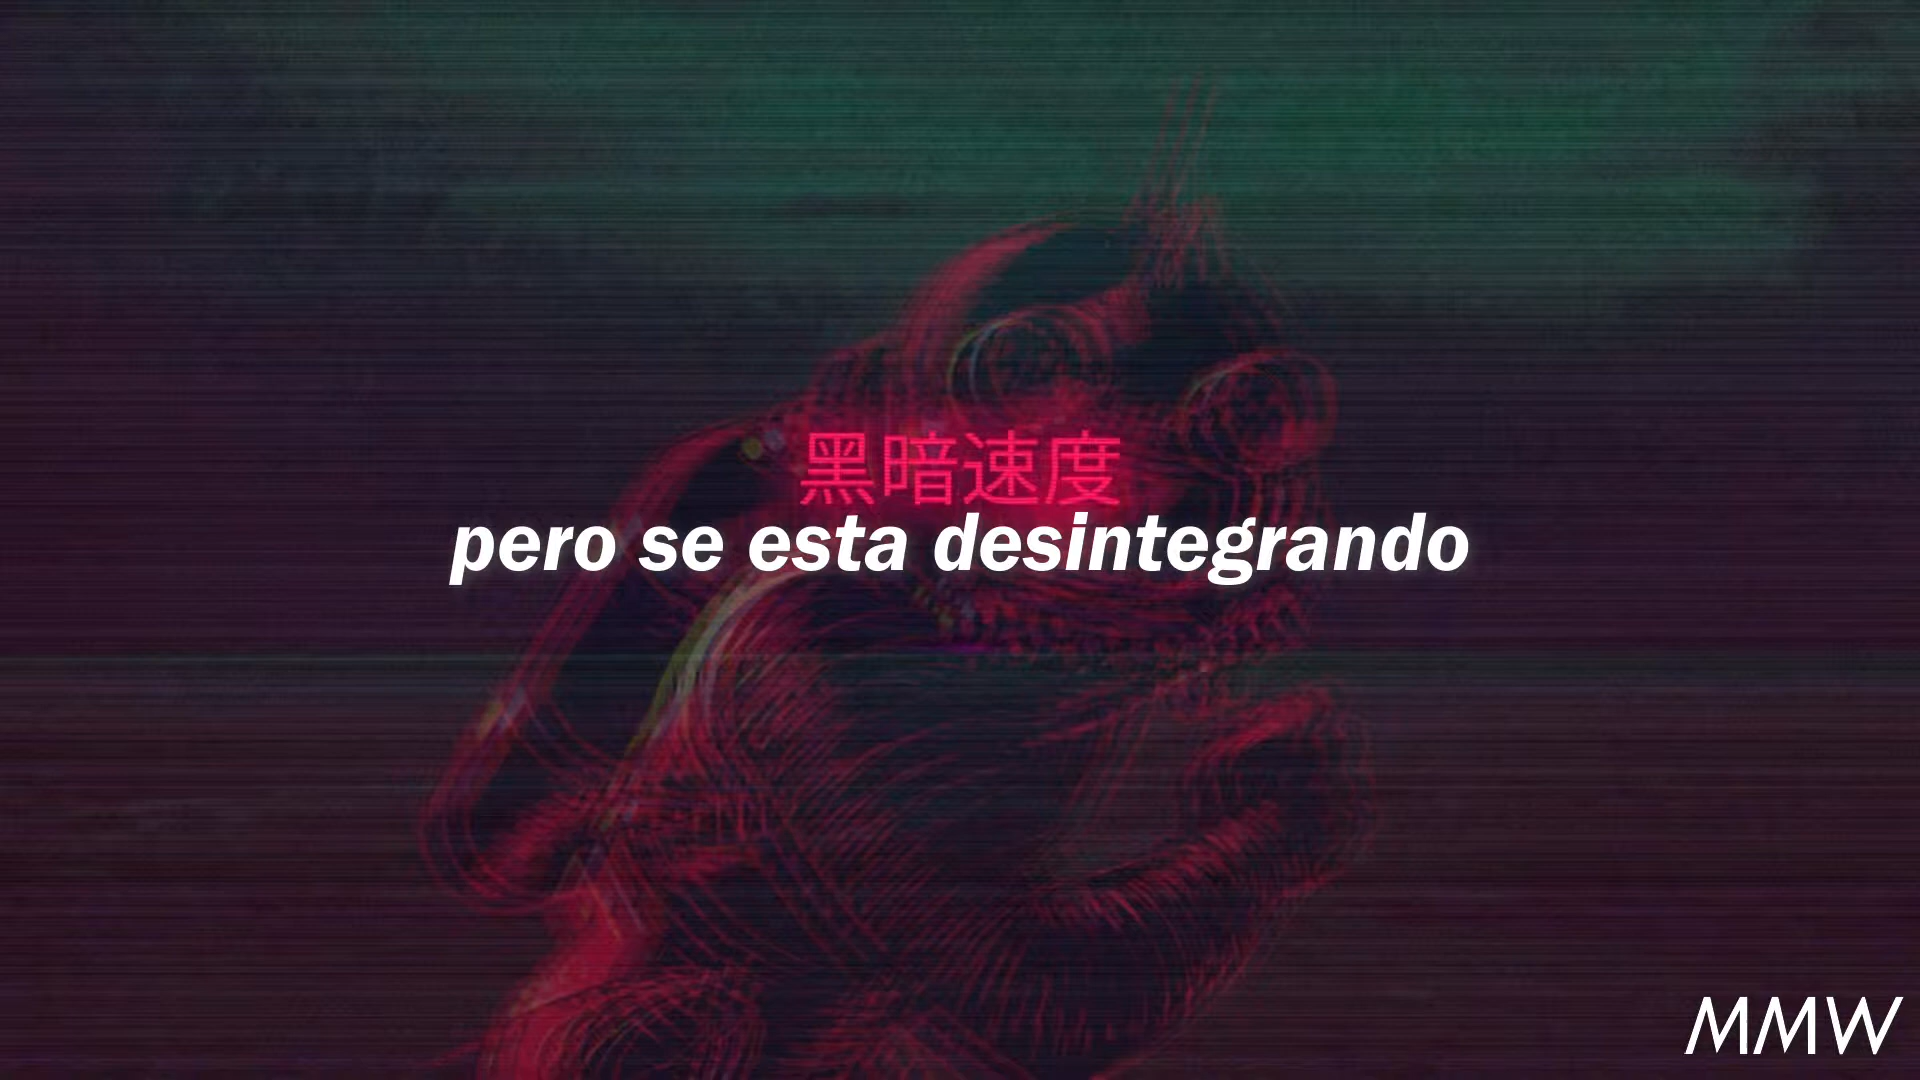 黑暗速度
pero se esta desintegrando
MMW